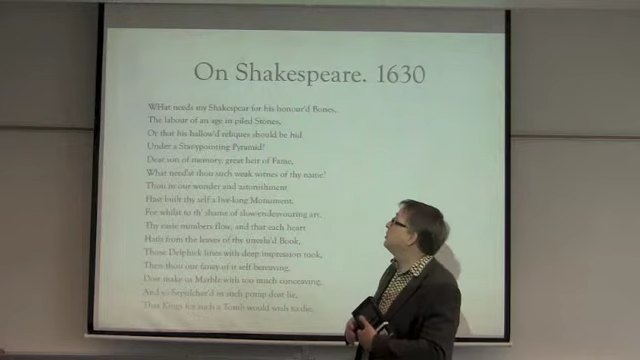 On Shakespeare. 1630
WHat needs my Shakespear for his honour'd Bones,
The labour of an age in piled Stones,
Or that his hallow'd reliques should be hid
Under a Starypointing Pyramid?
Dear son of memory, great heir of Fame,
What need'st thou such weak witnes of thy name?
Thou in our wonder and astonishment
Hast built thy self a live-long Monument.
For whilst to th' shame of slow-endeavouring art,
Thy easie numbers flow, and that each heart
Hath from the leaves of thy unvalu'd Book,
Those Delphick lines with deep impression took,
Then thou our fancy of it self bereaving,
Dost make us Marble with too much conceaving;
And so Sepulcher'd in such pomp dost lie,
That Kings for such a Tomb would wish to die.